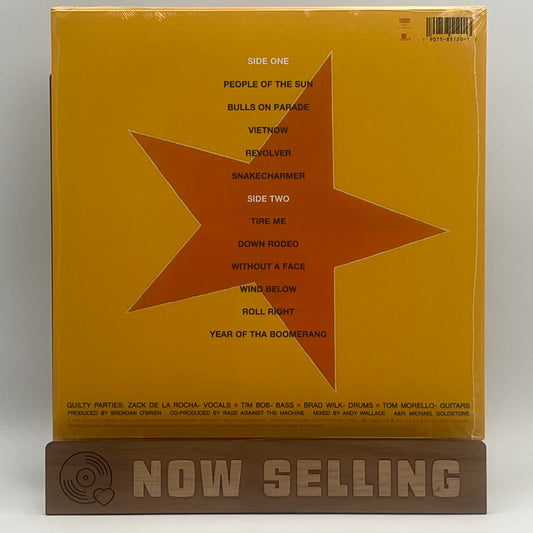 SIDE ONE
PEOPLE OF THE SUN
BULLS ON PARADE
VIETNOW
REVOLVER
SNAKECHARMER
SIDE TWO
TIRE ME
DOWN RODEO
WITHOUT A FACE
WIND BELOW
ROLL RIGHT
YEAR OF THA BOOMERANG
GUILTY PARTIES: ZACK DE LA ROCHA- VOCALS ★ TIM BOB- BASS ★ BRAD WILK- DRUMS ★ TOM MORELLO- GUITARS
PRODUCED BY BRENDAN O'BRIEN CO-PRODUCED BY RAGE AGAINST THE MACHINE MIXED BY ANDY WALLACE A&R: MICHAEL GOLDSTONE
NOW SELLING